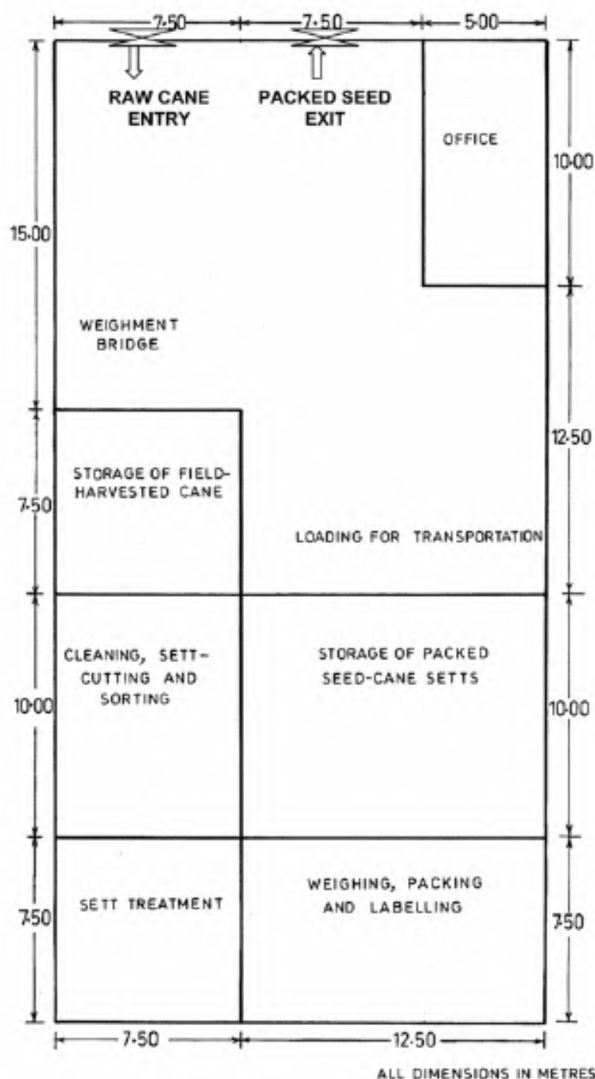 7·50 7·50 5·00
RAW CANE
ENTRY
PACKED SEED
EXIT
OFFICE
10·00
15·00
WEIGHMENT
BRIDGE
12·50
STORAGE OF FIELD-
HARVESTED CANE
7·50
LOADING FOR TRANSPORTATION
CLEANING, SETT-
CUTTING AND
SORTING
STORAGE OF PACKED
SEED-CANE SETTS
10·00
10·00
SETT TREATMENT
WEIGHING, PACKING
AND LABELLING
7·50
7·50
7·50 12·50
ALL DIMENSIONS IN METRES